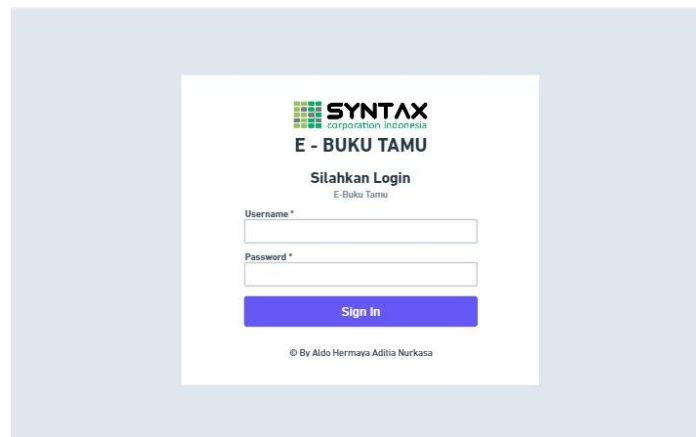 SYNTAX
corporation indonesia
E - BUKU TAMU
Silahkan Login
E-Buku Tamu
Username *
Password *
Sign In
© By Aldo Hermaya Aditia Nurkasa